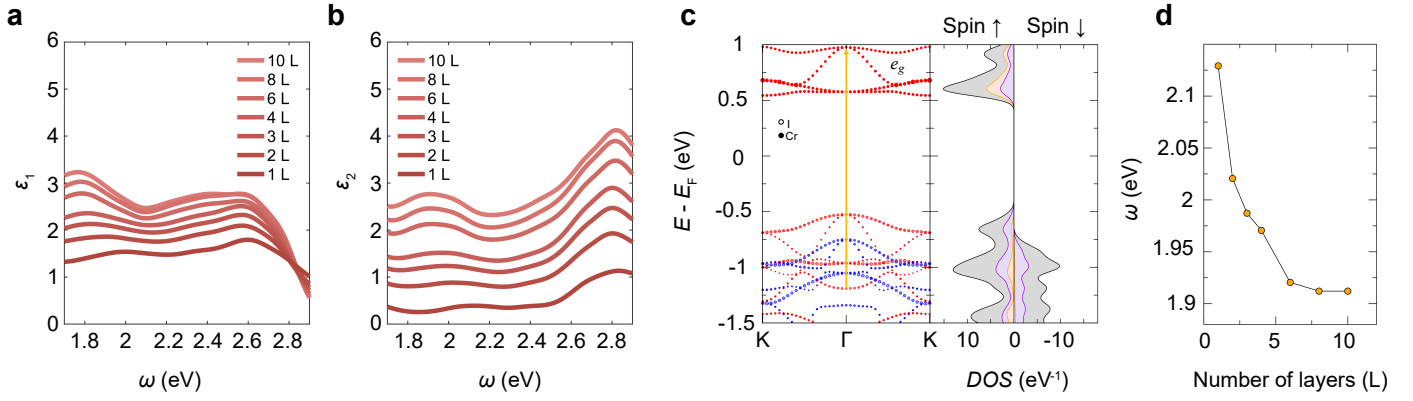 a
6
5
4
3
2
1
0
ε1
10 L
8 L
6 L
4 L
3 L
2 L
1 L
1.8 2 2.2 2.4 2.6 2.8
ω (eV)
b
6
5
4
3
2
1
0
ε2
10 L
8 L
6 L
4 L
3 L
2 L
1 L
1.8 2 2.2 2.4 2.6 2.8
ω (eV)
c
Spin ↑ Spin ↓
1
0.5
0
-0.5
-1
-1.5
E - EF (eV)
eg
I
Cr
K Γ K
10 0 -10
DOS (eV-1)
d
2.1
2.05
2
1.95
1.9
ω (eV)
0 5 10
Number of layers (L)